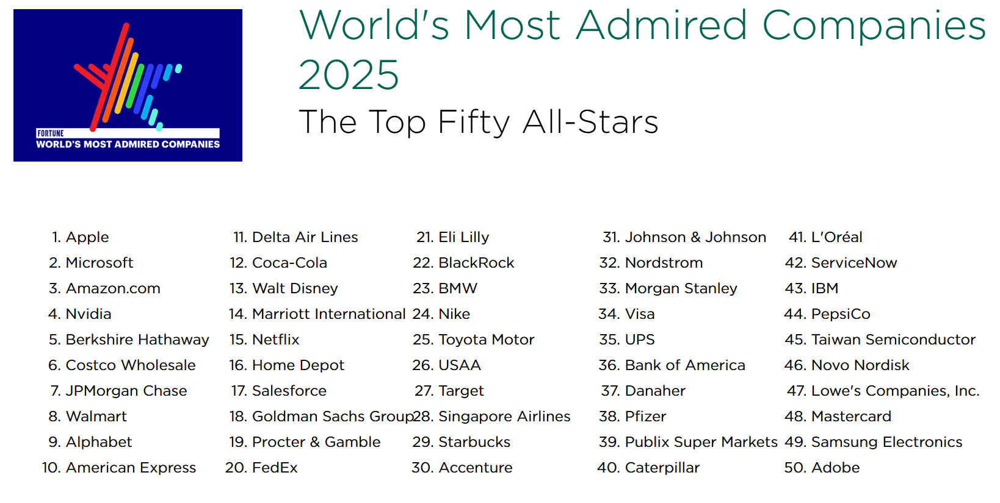 FORTUNE
WORLD'S MOST ADMIRED COMPANIES
World's Most Admired Companies
2025
The Top Fifty All-Stars
1. Apple
2. Microsoft
3. Amazon.com
4. Nvidia
5. Berkshire Hathaway
6. Costco Wholesale
7. JPMorgan Chase
8. Walmart
9. Alphabet
10. American Express
11. Delta Air Lines
12. Coca-Cola
13. Walt Disney
14. Marriott International
15. Netflix
16. Home Depot
17. Salesforce
18. Goldman Sachs Group
19. Procter & Gamble
20. FedEx
21. Eli Lilly
22. BlackRock
23. BMW
24. Nike
25. Toyota Motor
26. USAA
27. Target
28. Singapore Airlines
29. Starbucks
30. Accenture
31. Johnson & Johnson
32. Nordstrom
33. Morgan Stanley
34. Visa
35. UPS
36. Bank of America
37. Danaher
38. Pfizer
39. Publix Super Markets
40. Caterpillar
41. L'Oréal
42. ServiceNow
43. IBM
44. PepsiCo
45. Taiwan Semiconductor
46. Novo Nordisk
47. Lowe's Companies, Inc.
48. Mastercard
49. Samsung Electronics
50. Adobe